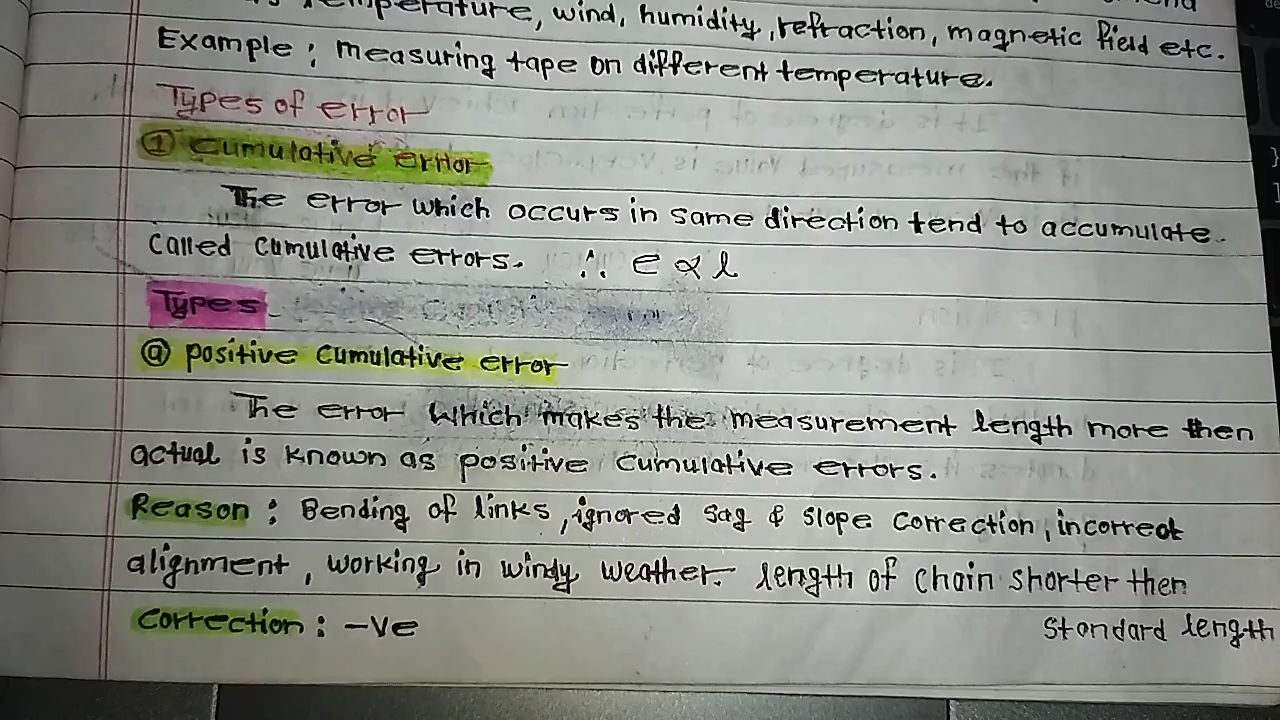 temperature, wind, humidity, refraction, magnetic field etc.
Example : measuring tape on different temperature.
Types of error
① Cumulative error
The error which occurs in same direction tend to accumulate.
Called Cumulative errors. ∴ e ∝ l
Types
ⓐ positive cumulative error
The error which makes the measurement length more then
actual is known as positive cumulative errors.
Reason : Bending of links, ignored sag & slope correction, incorrect
alignment, working in windy weather. length of chain shorter then
standard length
Correction : -ve